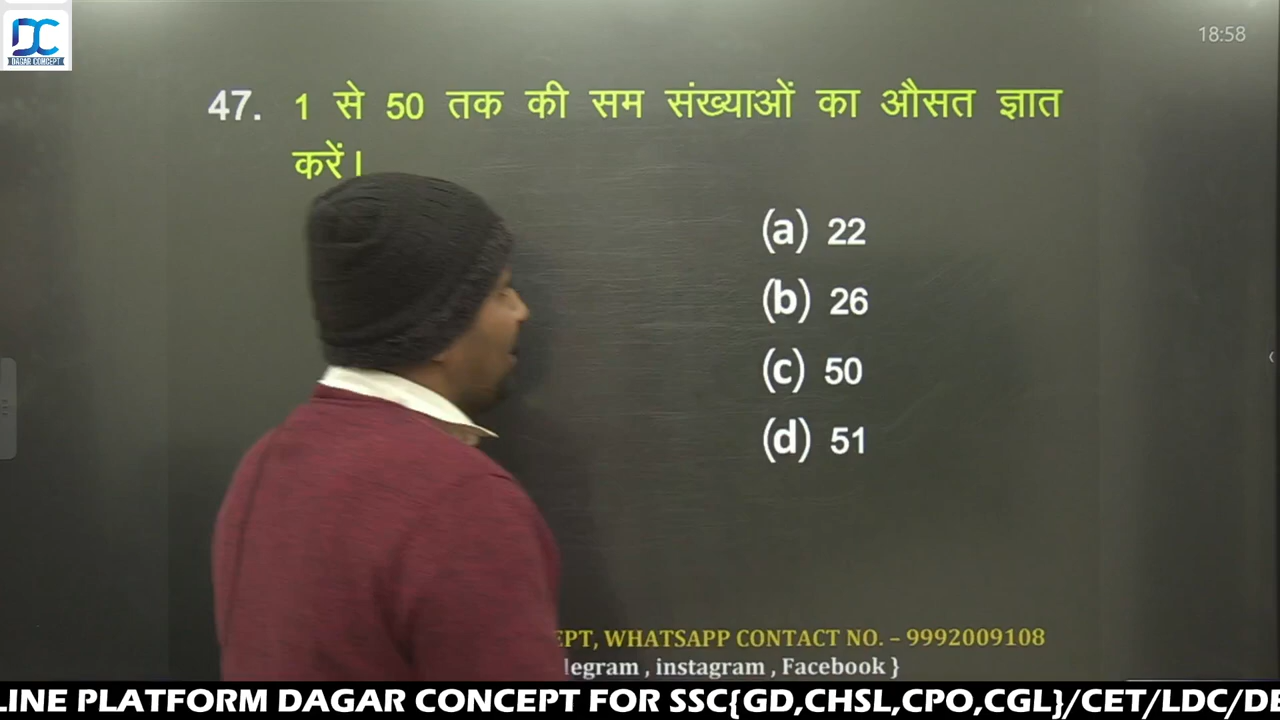 DC
DAGAR CONCEPT
18:58
47. 1 से 50 तक की सम संख्याओं का औसत ज्ञात
करें।
(a) 22
(b) 26
(c) 50
(d) 51
EPT, WHATSAPP CONTACT NO. – 9992009108
legram , instagram , Facebook }
LINE PLATFORM DAGAR CONCEPT FOR SSC{GD,CHSL,CPO,CGL}/CET/LDC/DE